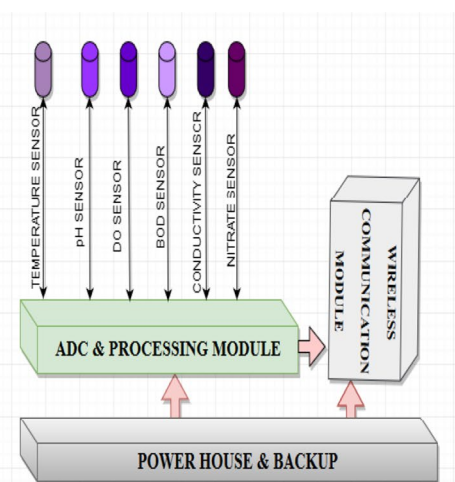 TEMPERATURE SENSOR
pH SENSOR
DO SENSOR
BOD SENSOR
CONDUCTIVITY SENSCR
NITRATE SENSOR
WIRELESS
COMMUNICATION
MODULE
ADC & PROCESSING MODULE
POWER HOUSE & BACKUP